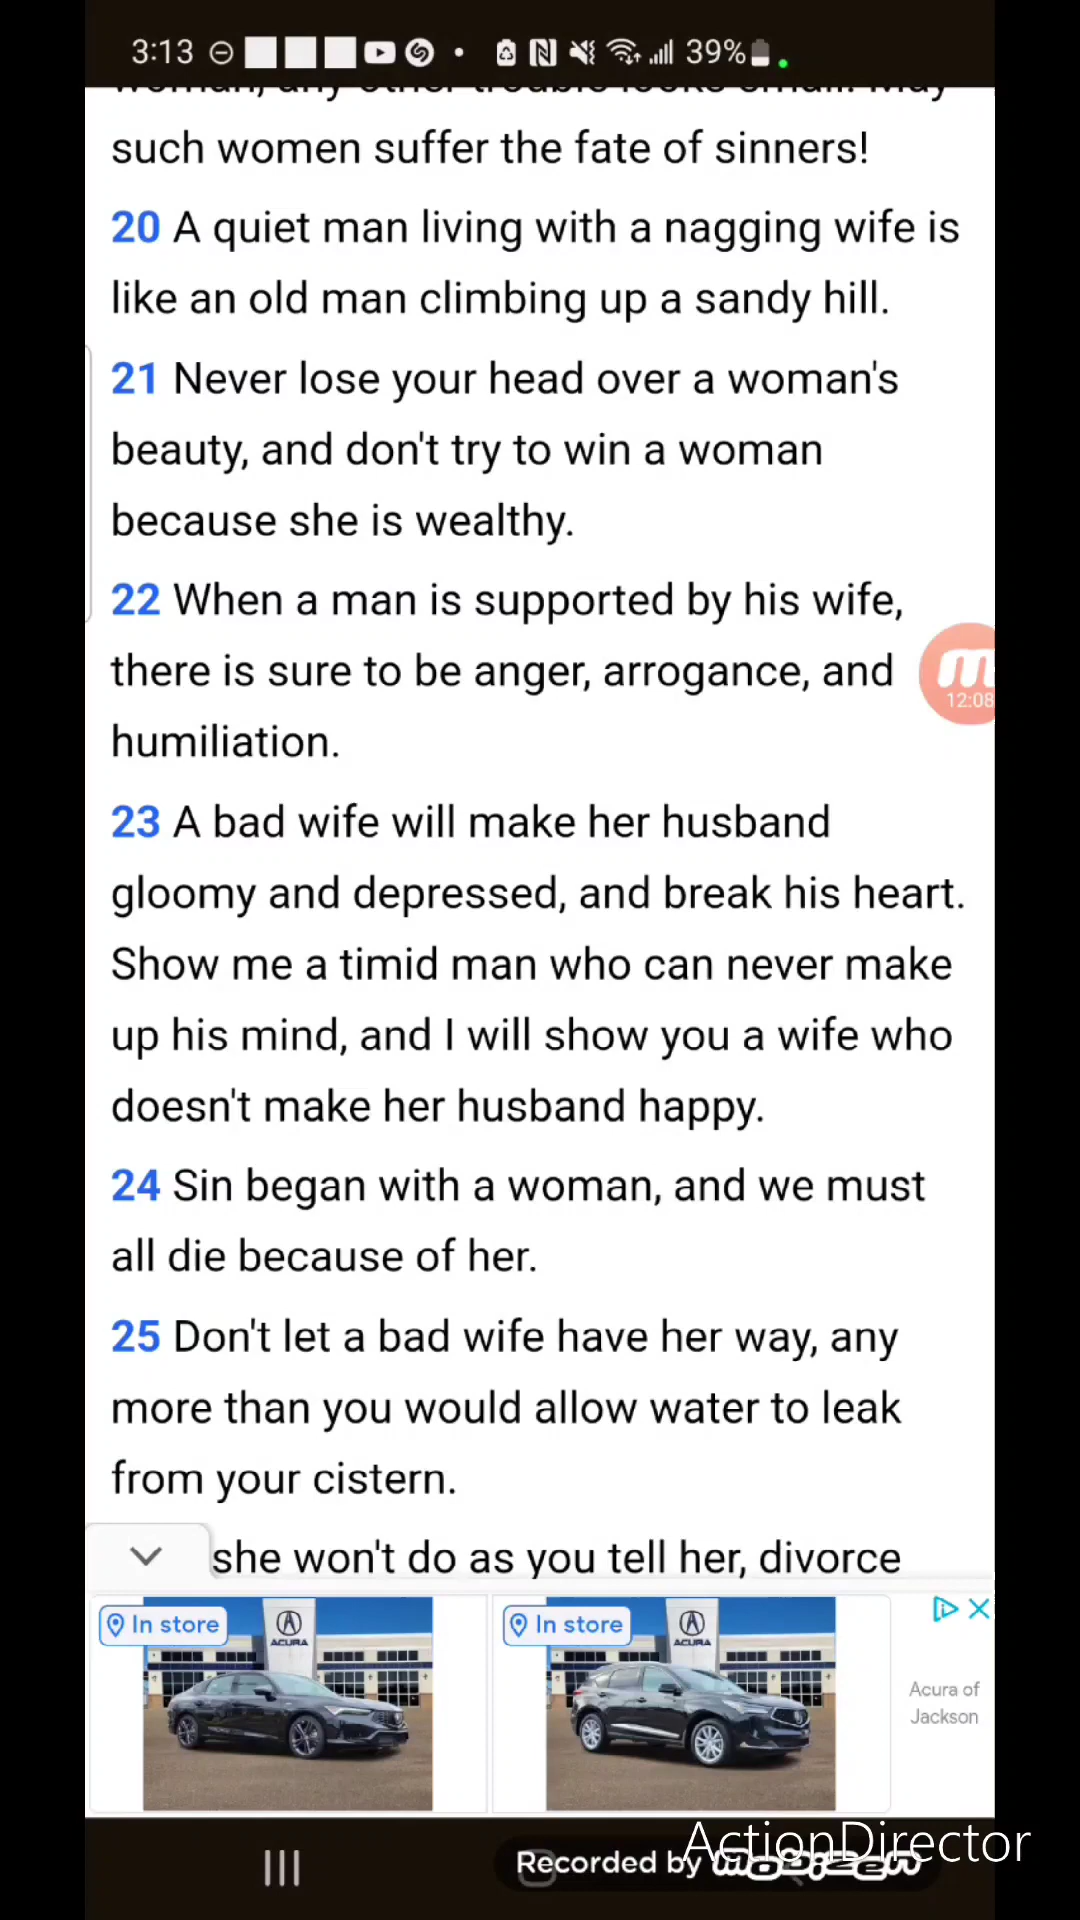 3:13 39%
such women suffer the fate of sinners!
20 A quiet man living with a nagging wife is
like an old man climbing up a sandy hill.
21 Never lose your head over a woman's
beauty, and don't try to win a woman
because she is wealthy.
22 When a man is supported by his wife,
there is sure to be anger, arrogance, and
humiliation.
12:08
23 A bad wife will make her husband
gloomy and depressed, and break his heart.
Show me a timid man who can never make
up his mind, and I will show you a wife who
doesn't make her husband happy.
24 Sin began with a woman, and we must
all die because of her.
25 Don't let a bad wife have her way, any
more than you would allow water to leak
from your cistern.
she won't do as you tell her, divorce
In store
ACURA
In store
ACURA
Acura of
Jackson
ActionDirector
Recorded by mobizen